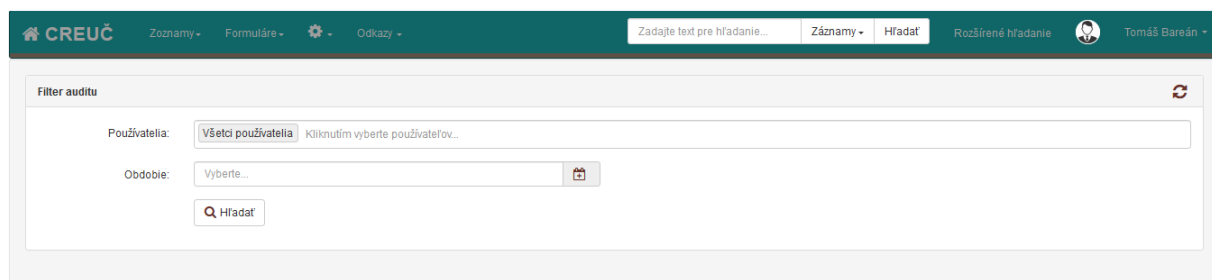 CREUČ Zoznamy Formuláre Odkazy Zadajte text pre hľadanie... Záznamy Hľadať Rozšírené hľadanie Tomáš Bareán
Filter auditu
Používatelia: Všetci používatelia Kliknutím vyberte používateľov...
Obdobie: Vyberte...
Hľadať